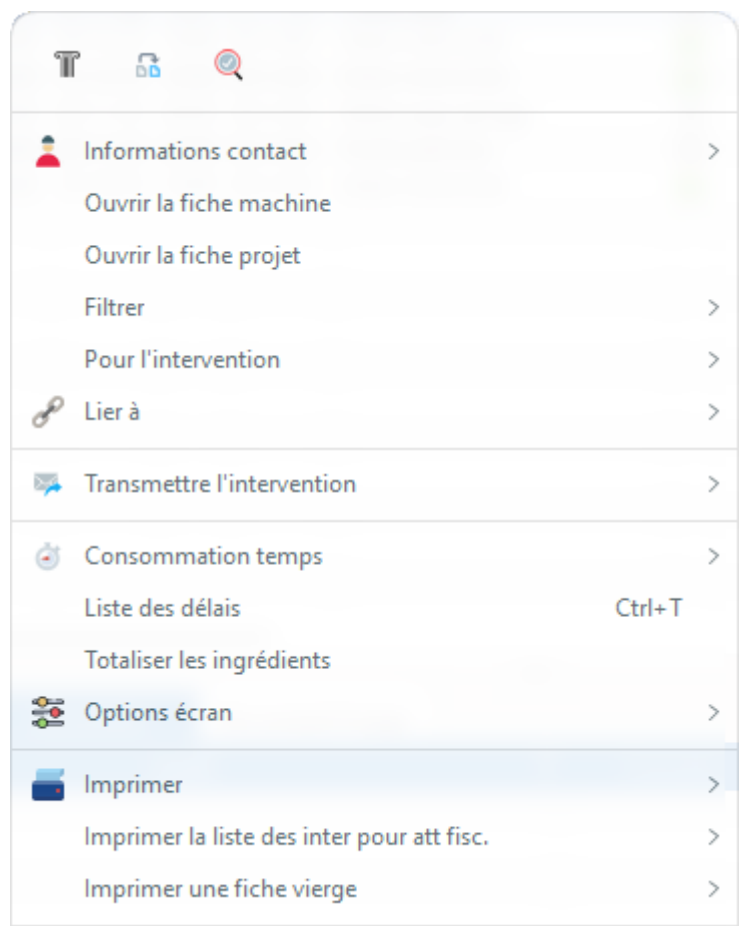 Informations contact
Ouvrir la fiche machine
Ouvrir la fiche projet
Filtrer
Pour l'intervention
Lier à
Transmettre l'intervention
Consommation temps
Liste des délais Ctrl+T
Totaliser les ingrédients
Options écran
Imprimer
Imprimer la liste des inter pour att fisc.
Imprimer une fiche vierge